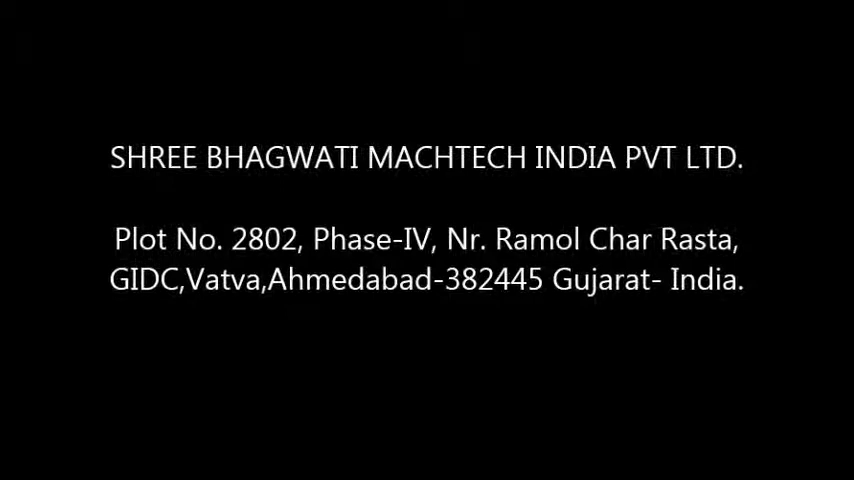 SHREE BHAGWATI MACHTECH INDIA PVT LTD.
Plot No. 2802, Phase-IV, Nr. Ramol Char Rasta,
GIDC,Vatva,Ahmedabad-382445 Gujarat- India.